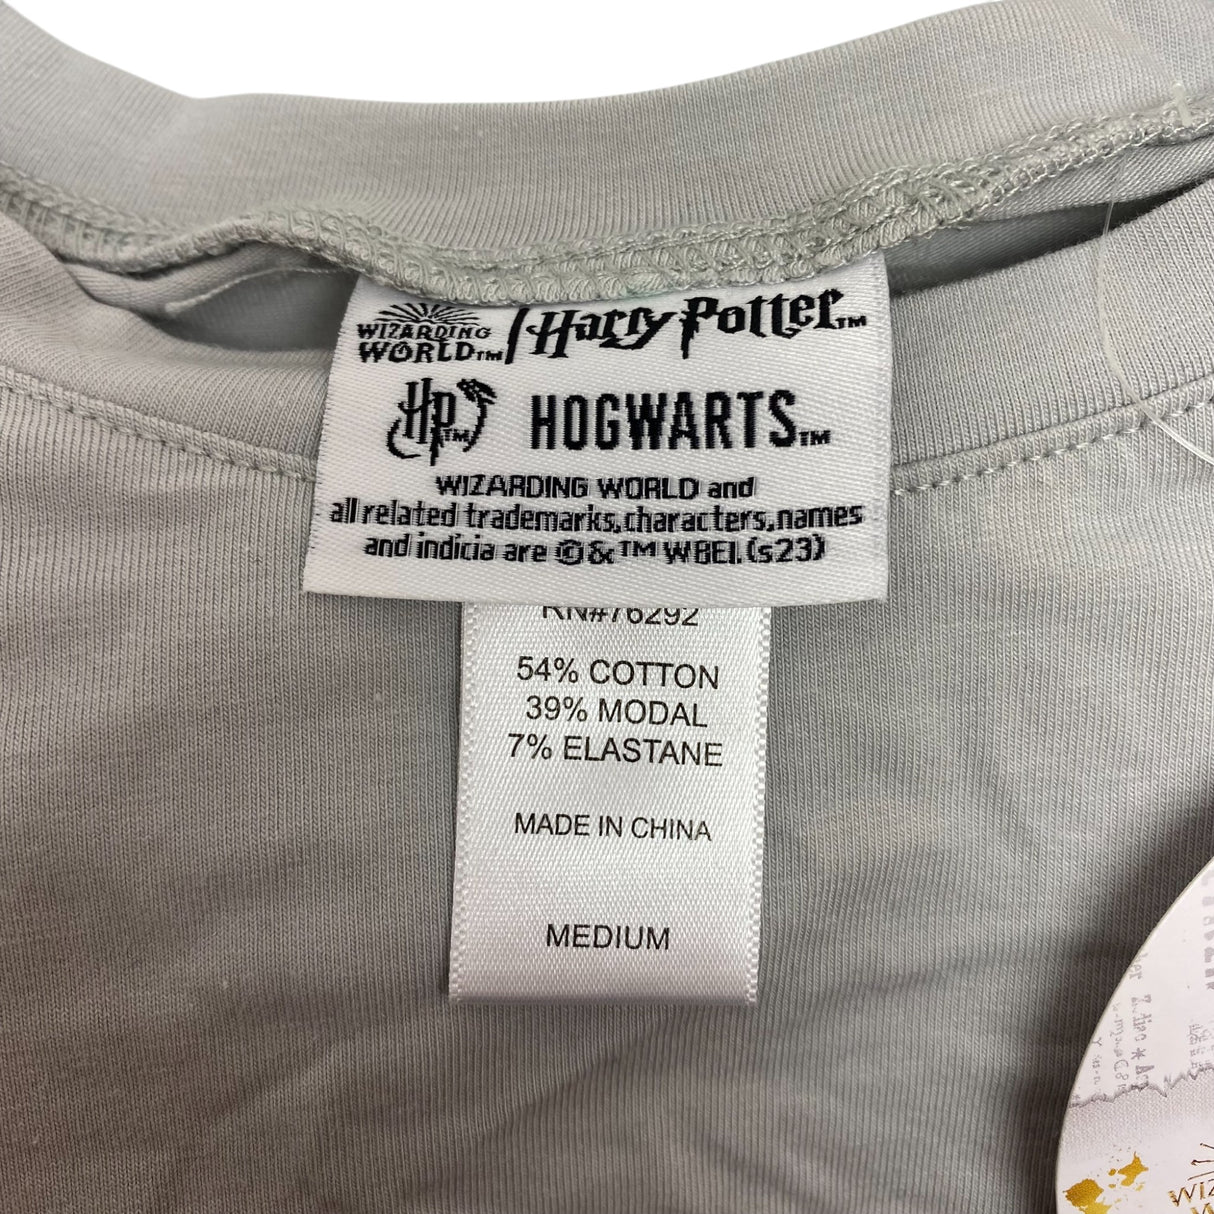 WIZARDING WORLD™ / Harry Potter™
HP™ HOGWARTS™
WIZARDING WORLD and
all related trademarks, characters, names
and indicia are © & ™ WBEI. (s23)
RN#76292
54% COTTON
39% MODAL
7% ELASTANE
MADE IN CHINA
MEDIUM